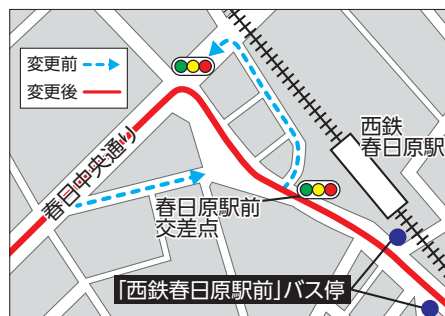 変更前
変更後
西鉄
春日原駅
春日中央通り
春日原駅前
交差点
「西鉄春日原駅前」バス停